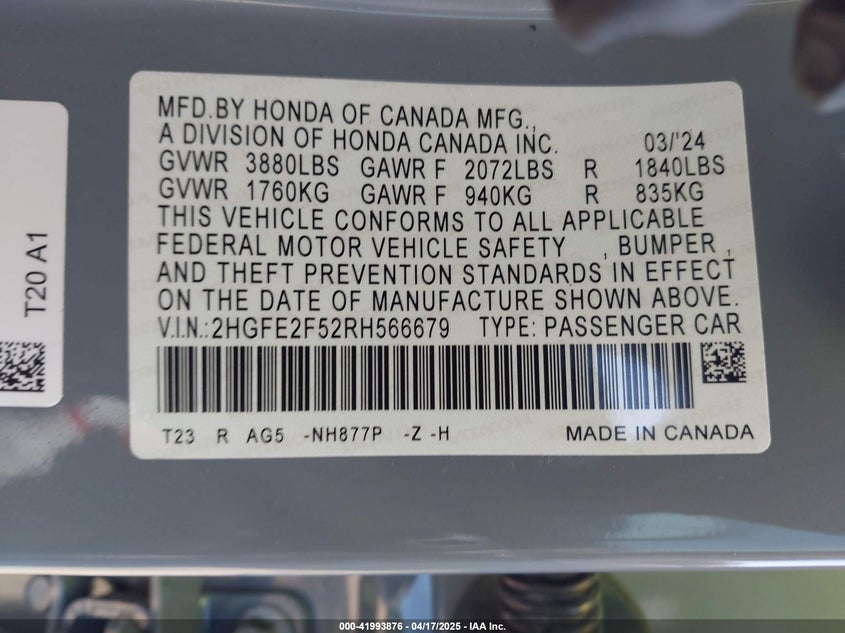 MFD.BY HONDA OF CANADA MFG.,
A DIVISION OF HONDA CANADA INC. 03/'24
GVWR 3880LBS GAWR F 2072LBS R 1840LBS
GVWR 1760KG GAWR F 940KG R 835KG
THIS VEHICLE CONFORMS TO ALL APPLICABLE
FEDERAL MOTOR VEHICLE SAFETY , BUMPER ,
AND THEFT PREVENTION STANDARDS IN EFFECT
ON THE DATE OF MANUFACTURE SHOWN ABOVE.
V.I.N.:2HGFE2F52RH566679 TYPE: PASSENGER CAR
T23 R AG5 -NH877P -Z -H MADE IN CANADA
T20 A1
000-41993876 | 04/17/2025 - IAA Inc.